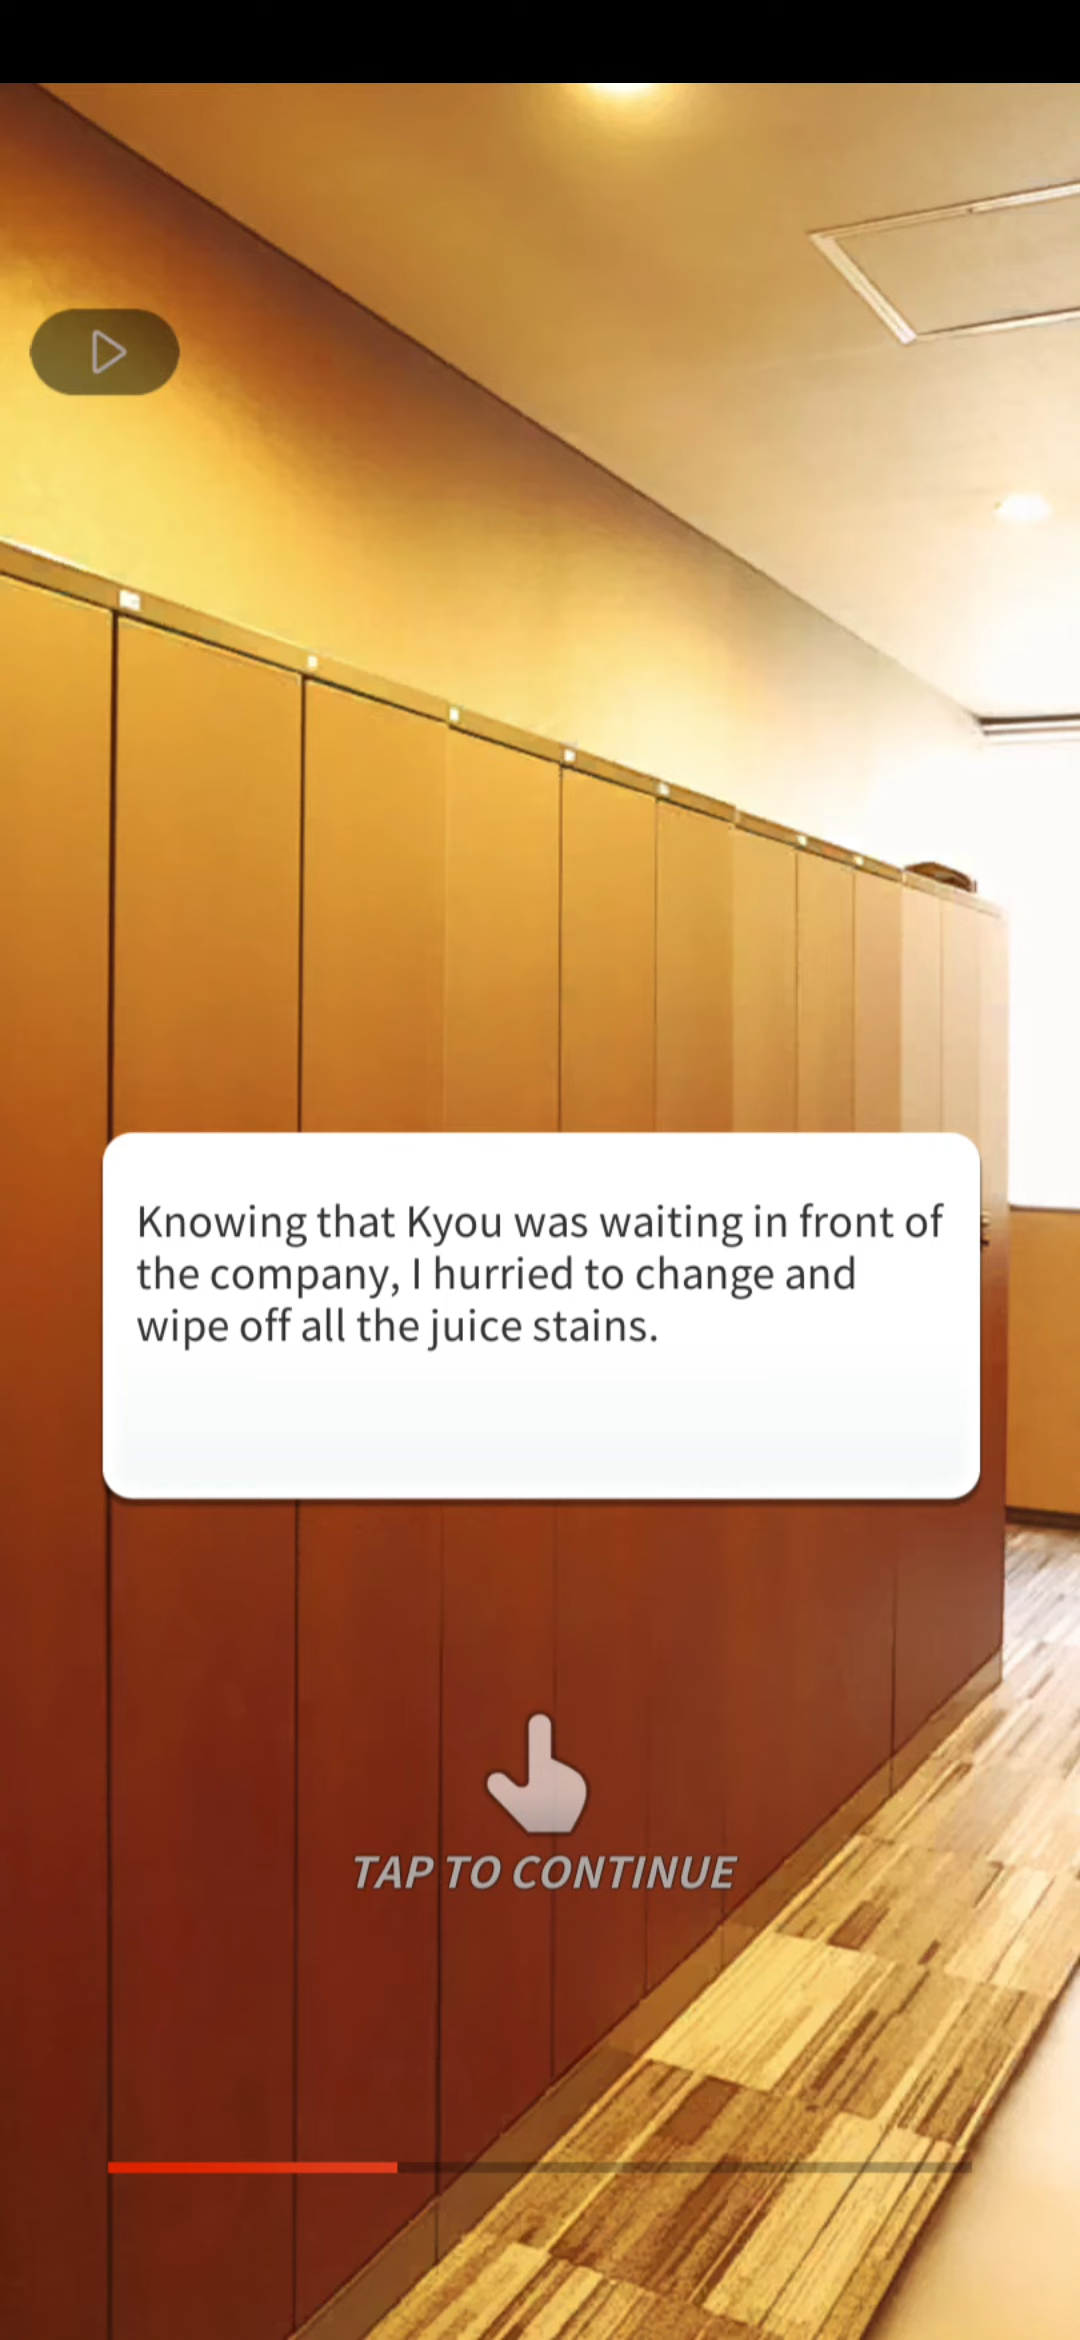 Knowing that Kyou was waiting in front of
the company, I hurried to change and
wipe off all the juice stains.
TAP TO CONTINUE